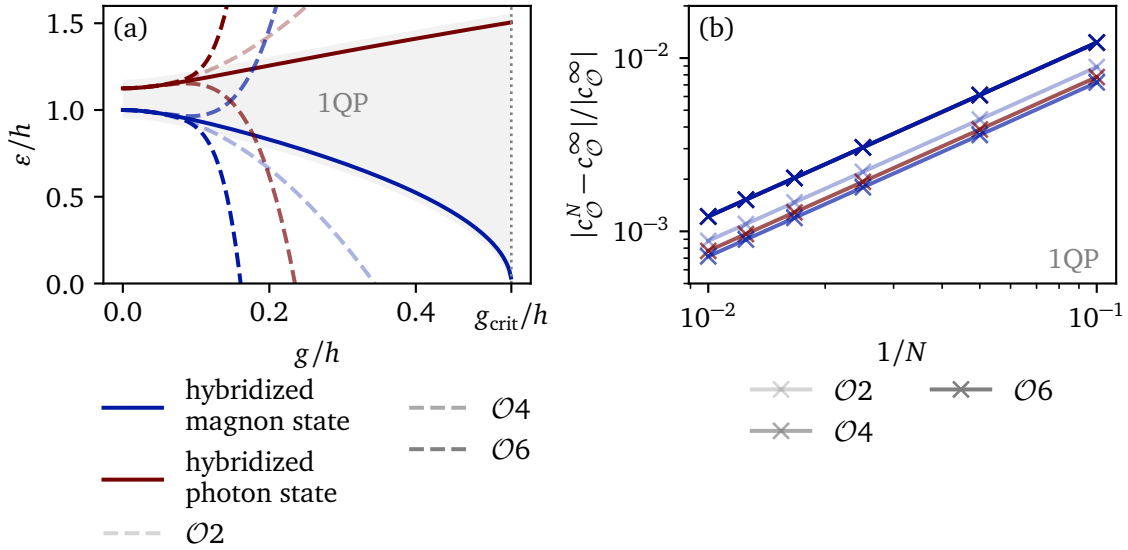 (a)
1QP
ε/h
1.5
1.0
0.5
0.0
0.0
0.2
0.4
g_crit/h
g/h
(b)
1QP
|c_𝒪^N − c_𝒪^∞|/|c_𝒪^∞|
10⁻²
10⁻³
10⁻²
10⁻¹
1/N
hybridized
magnon state
hybridized
photon state
𝒪2
𝒪4
𝒪6
𝒪2
𝒪4
𝒪6